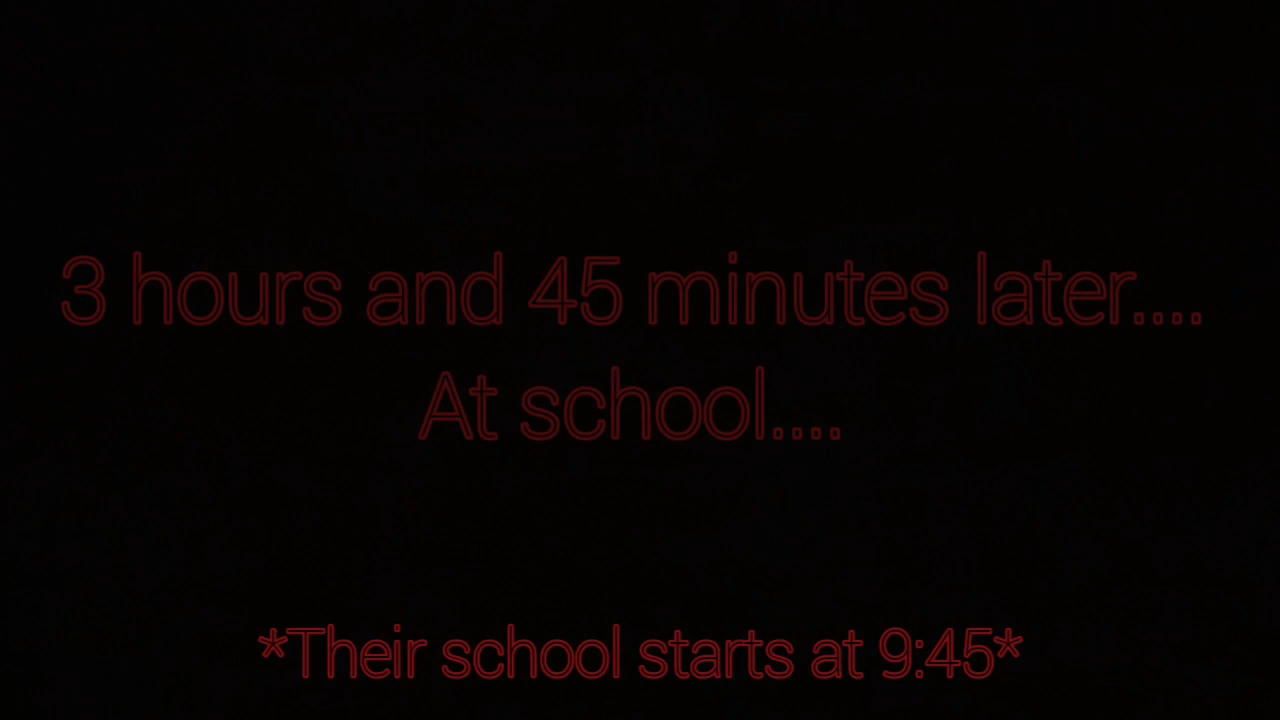 3 hours and 45 minutes later....
At school....
*Their school starts at 9:45*